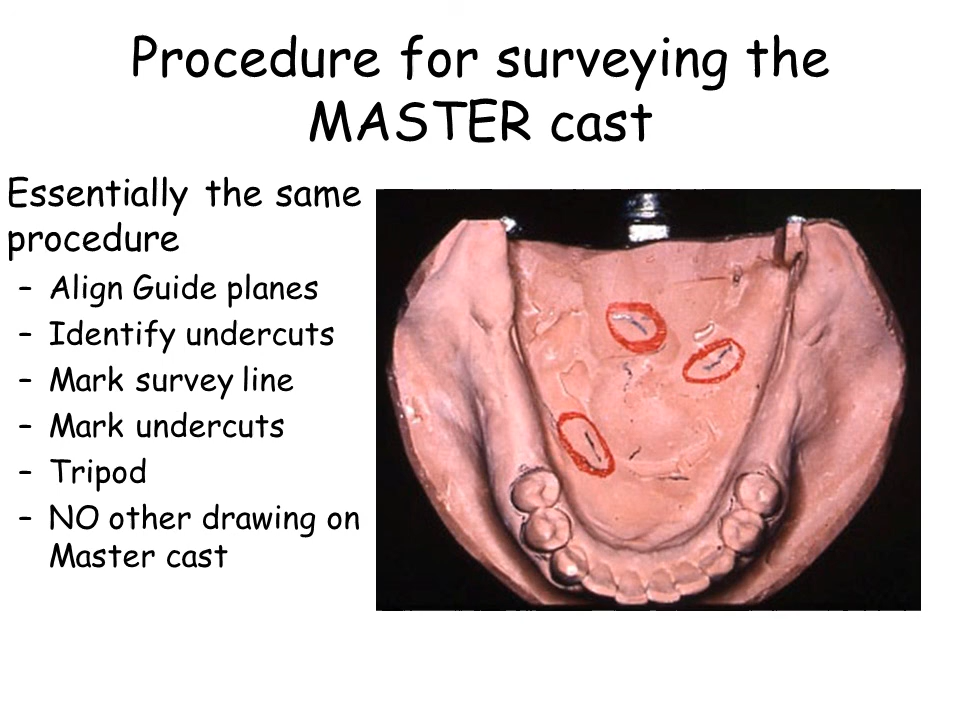 Procedure for surveying the
MASTER cast
Essentially the same
procedure
– Align Guide planes
– Identify undercuts
– Mark survey line
– Mark undercuts
– Tripod
– NO other drawing on
Master cast